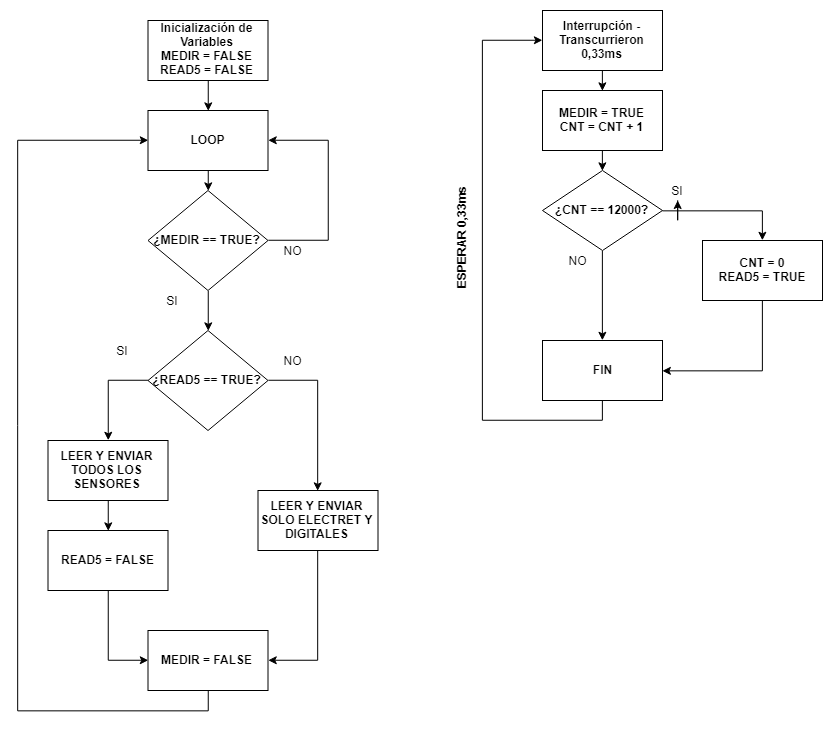 Inicialización de
Variables
MEDIR = FALSE
READ5 = FALSE
LOOP
¿MEDIR == TRUE?
NO
SI
¿READ5 == TRUE?
SI
NO
LEER Y ENVIAR
TODOS LOS
SENSORES
LEER Y ENVIAR
SOLO ELECTRET Y
DIGITALES
READ5 = FALSE
MEDIR = FALSE
Interrupción -
Transcurrieron
0,33ms
MEDIR = TRUE
CNT = CNT + 1
¿CNT == 12000?
SI
NO
CNT = 0
READ5 = TRUE
FIN
ESPERAR 0,33ms